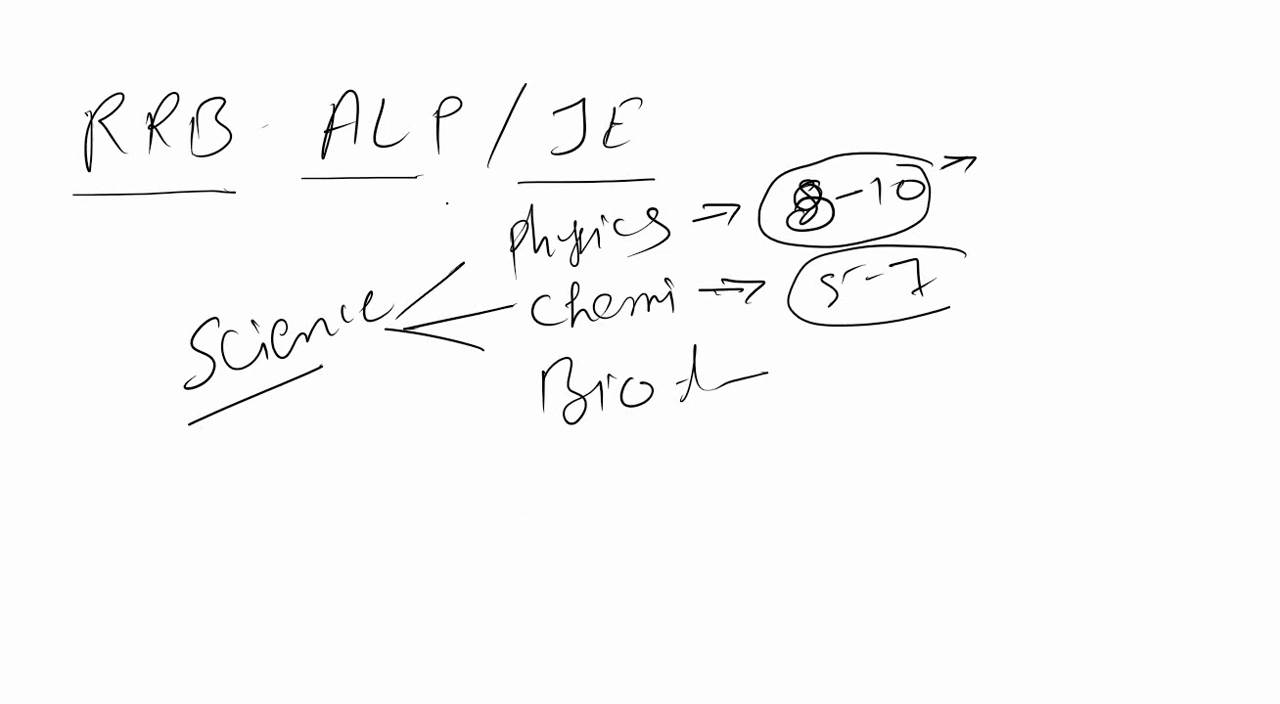 RRB ALP/JE
physics → 8-10 →
Science
chemi → 5-7
Bio